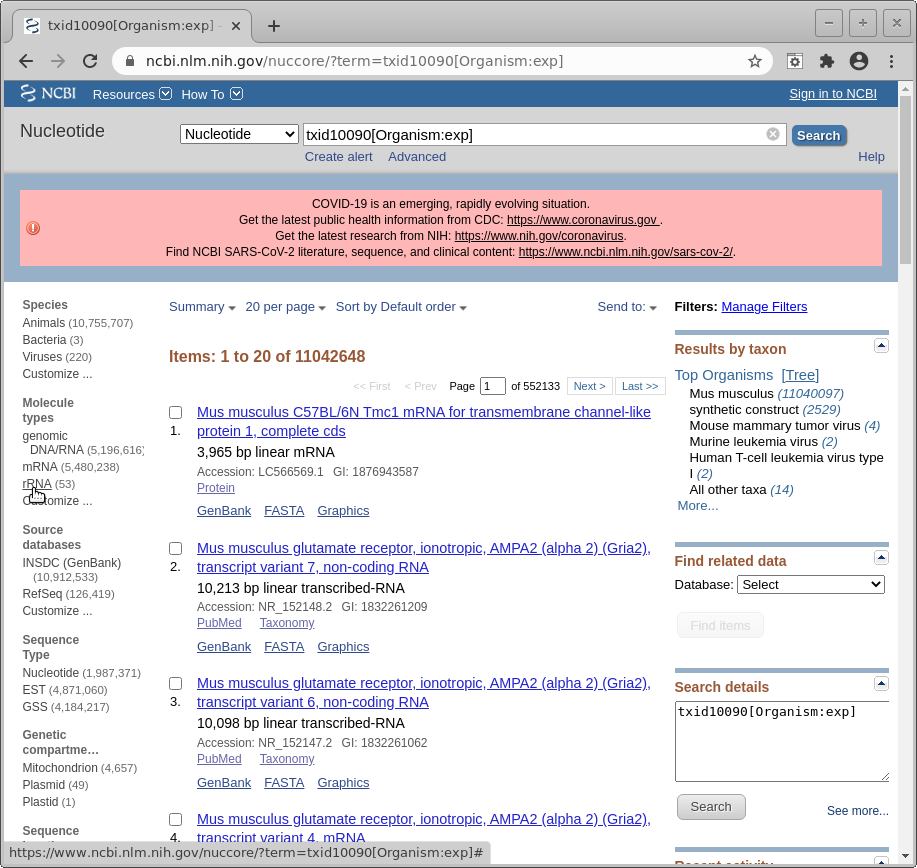 txid10090[Organism:exp] -
ncbi.nlm.nih.gov/nuccore/?term=txid10090[Organism:exp]
NCBI Resources How To Sign in to NCBI
Nucleotide Nucleotide txid10090[Organism:exp] Search
Create alert Advanced Help
COVID-19 is an emerging, rapidly evolving situation.
Get the latest public health information from CDC: https://www.coronavirus.gov .
Get the latest research from NIH: https://www.nih.gov/coronavirus.
Find NCBI SARS-CoV-2 literature, sequence, and clinical content: https://www.ncbi.nlm.nih.gov/sars-cov-2/.
Species
Animals (10,755,707)
Bacteria (3)
Viruses (220)
Customize ...
Molecule
types
genomic
DNA/RNA (5,196,616)
mRNA (5,480,238)
rRNA (53)
Customize ...
Source
databases
INSDC (GenBank)
(10,912,533)
RefSeq (126,419)
Customize ...
Sequence
Type
Nucleotide (1,987,371)
EST (4,871,060)
GSS (4,184,217)
Genetic
compartme…
Mitochondrion (4,657)
Plasmid (49)
Plastid (1)
Sequence
Summary 20 per page Sort by Default order Send to:
Items: 1 to 20 of 11042648
<< First < Prev Page 1 of 552133 Next > Last >>
Mus musculus C57BL/6N Tmc1 mRNA for transmembrane channel-like
1. protein 1, complete cds
3,965 bp linear mRNA
Accession: LC566569.1 GI: 1876943587
Protein
GenBank FASTA Graphics
Mus musculus glutamate receptor, ionotropic, AMPA2 (alpha 2) (Gria2),
2. transcript variant 7, non-coding RNA
10,213 bp linear transcribed-RNA
Accession: NR_152148.2 GI: 1832261209
PubMed Taxonomy
GenBank FASTA Graphics
Mus musculus glutamate receptor, ionotropic, AMPA2 (alpha 2) (Gria2),
3. transcript variant 6, non-coding RNA
10,098 bp linear transcribed-RNA
Accession: NR_152147.2 GI: 1832261062
PubMed Taxonomy
GenBank FASTA Graphics
Mus musculus glutamate receptor, ionotropic, AMPA2 (alpha 2) (Gria2),
4. transcript variant 4, mRNA
Filters: Manage Filters
Results by taxon
Top Organisms [Tree]
Mus musculus (11040097)
synthetic construct (2529)
Mouse mammary tumor virus (4)
Murine leukemia virus (2)
Human T-cell leukemia virus type
I (2)
All other taxa (14)
More...
Find related data
Database: Select
Find items
Search details
txid10090[Organism:exp]
Search See more...
Recent activity
https://www.ncbi.nlm.nih.gov/nuccore/?term=txid10090[Organism:exp]#